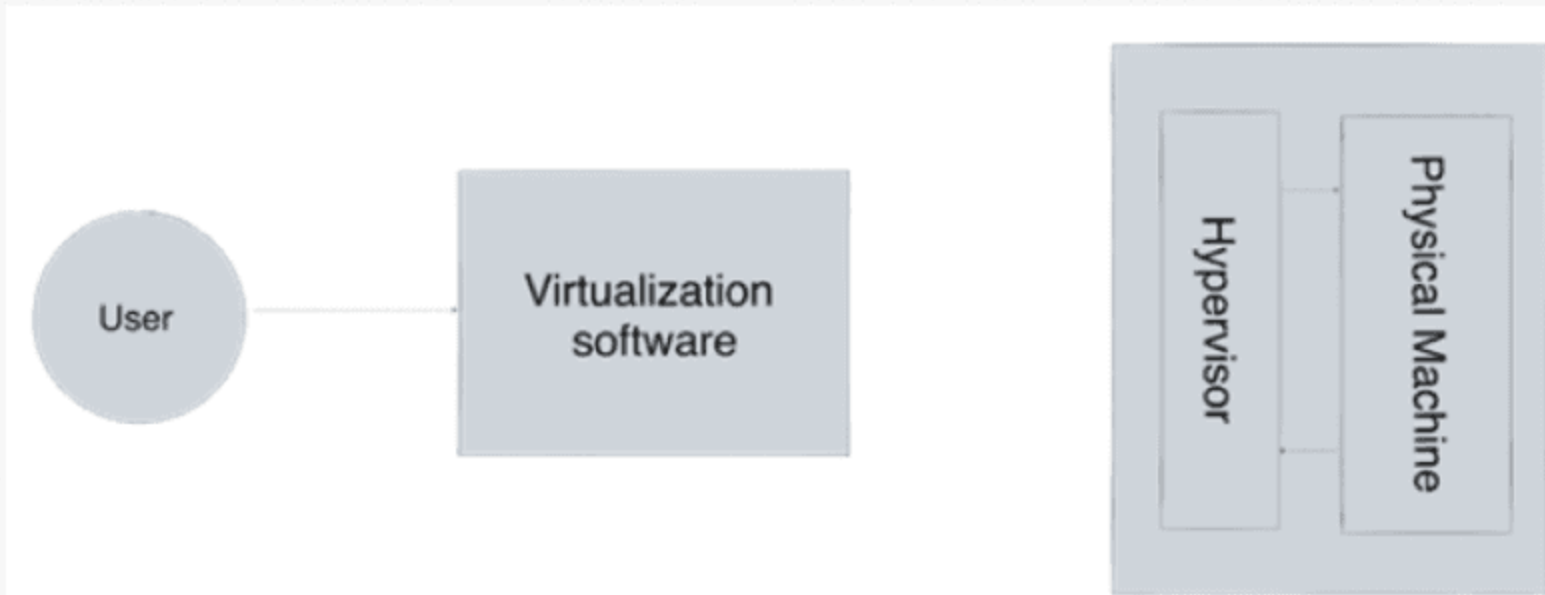 User
Virtualization
software
Hypervisor
Physical Machine